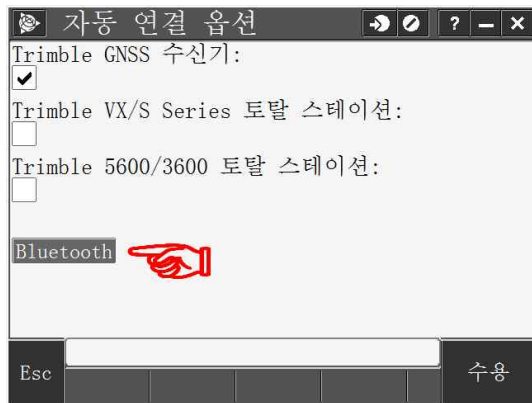 자동 연결 옵션
? – ×
Trimble GNSS 수신기:
Trimble VX/S Series 토탈 스테이션:
Trimble 5600/3600 토탈 스테이션:
Bluetooth
Esc
수용